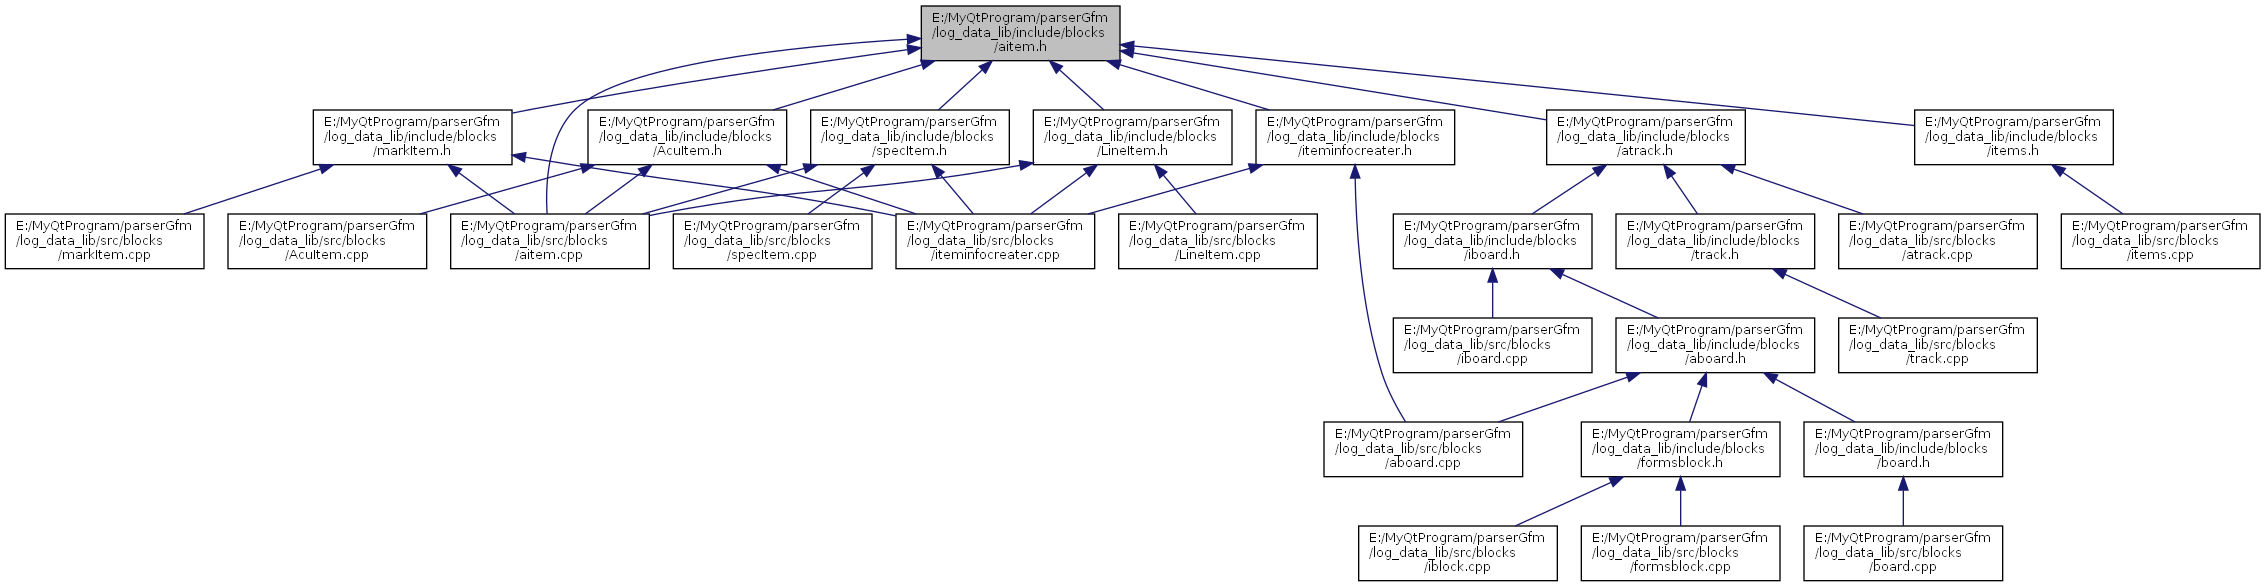 E:/MyQtProgram/parserGfm
/log_data_lib/include/blocks
/aitem.h
E:/MyQtProgram/parserGfm
/log_data_lib/include/blocks
/markItem.h
E:/MyQtProgram/parserGfm
/log_data_lib/include/blocks
/AcuItem.h
E:/MyQtProgram/parserGfm
/log_data_lib/include/blocks
/specItem.h
E:/MyQtProgram/parserGfm
/log_data_lib/include/blocks
/LineItem.h
E:/MyQtProgram/parserGfm
/log_data_lib/include/blocks
/iteminfocreater.h
E:/MyQtProgram/parserGfm
/log_data_lib/include/blocks
/atrack.h
E:/MyQtProgram/parserGfm
/log_data_lib/include/blocks
/items.h
E:/MyQtProgram/parserGfm
/log_data_lib/src/blocks
/markItem.cpp
E:/MyQtProgram/parserGfm
/log_data_lib/src/blocks
/AcuItem.cpp
E:/MyQtProgram/parserGfm
/log_data_lib/src/blocks
/aitem.cpp
E:/MyQtProgram/parserGfm
/log_data_lib/src/blocks
/specItem.cpp
E:/MyQtProgram/parserGfm
/log_data_lib/src/blocks
/iteminfocreater.cpp
E:/MyQtProgram/parserGfm
/log_data_lib/src/blocks
/LineItem.cpp
E:/MyQtProgram/parserGfm
/log_data_lib/include/blocks
/iboard.h
E:/MyQtProgram/parserGfm
/log_data_lib/include/blocks
/track.h
E:/MyQtProgram/parserGfm
/log_data_lib/src/blocks
/atrack.cpp
E:/MyQtProgram/parserGfm
/log_data_lib/src/blocks
/items.cpp
E:/MyQtProgram/parserGfm
/log_data_lib/src/blocks
/iboard.cpp
E:/MyQtProgram/parserGfm
/log_data_lib/include/blocks
/aboard.h
E:/MyQtProgram/parserGfm
/log_data_lib/src/blocks
/track.cpp
E:/MyQtProgram/parserGfm
/log_data_lib/src/blocks
/aboard.cpp
E:/MyQtProgram/parserGfm
/log_data_lib/include/blocks
/formsblock.h
E:/MyQtProgram/parserGfm
/log_data_lib/include/blocks
/board.h
E:/MyQtProgram/parserGfm
/log_data_lib/src/blocks
/iblock.cpp
E:/MyQtProgram/parserGfm
/log_data_lib/src/blocks
/formsblock.cpp
E:/MyQtProgram/parserGfm
/log_data_lib/src/blocks
/board.cpp